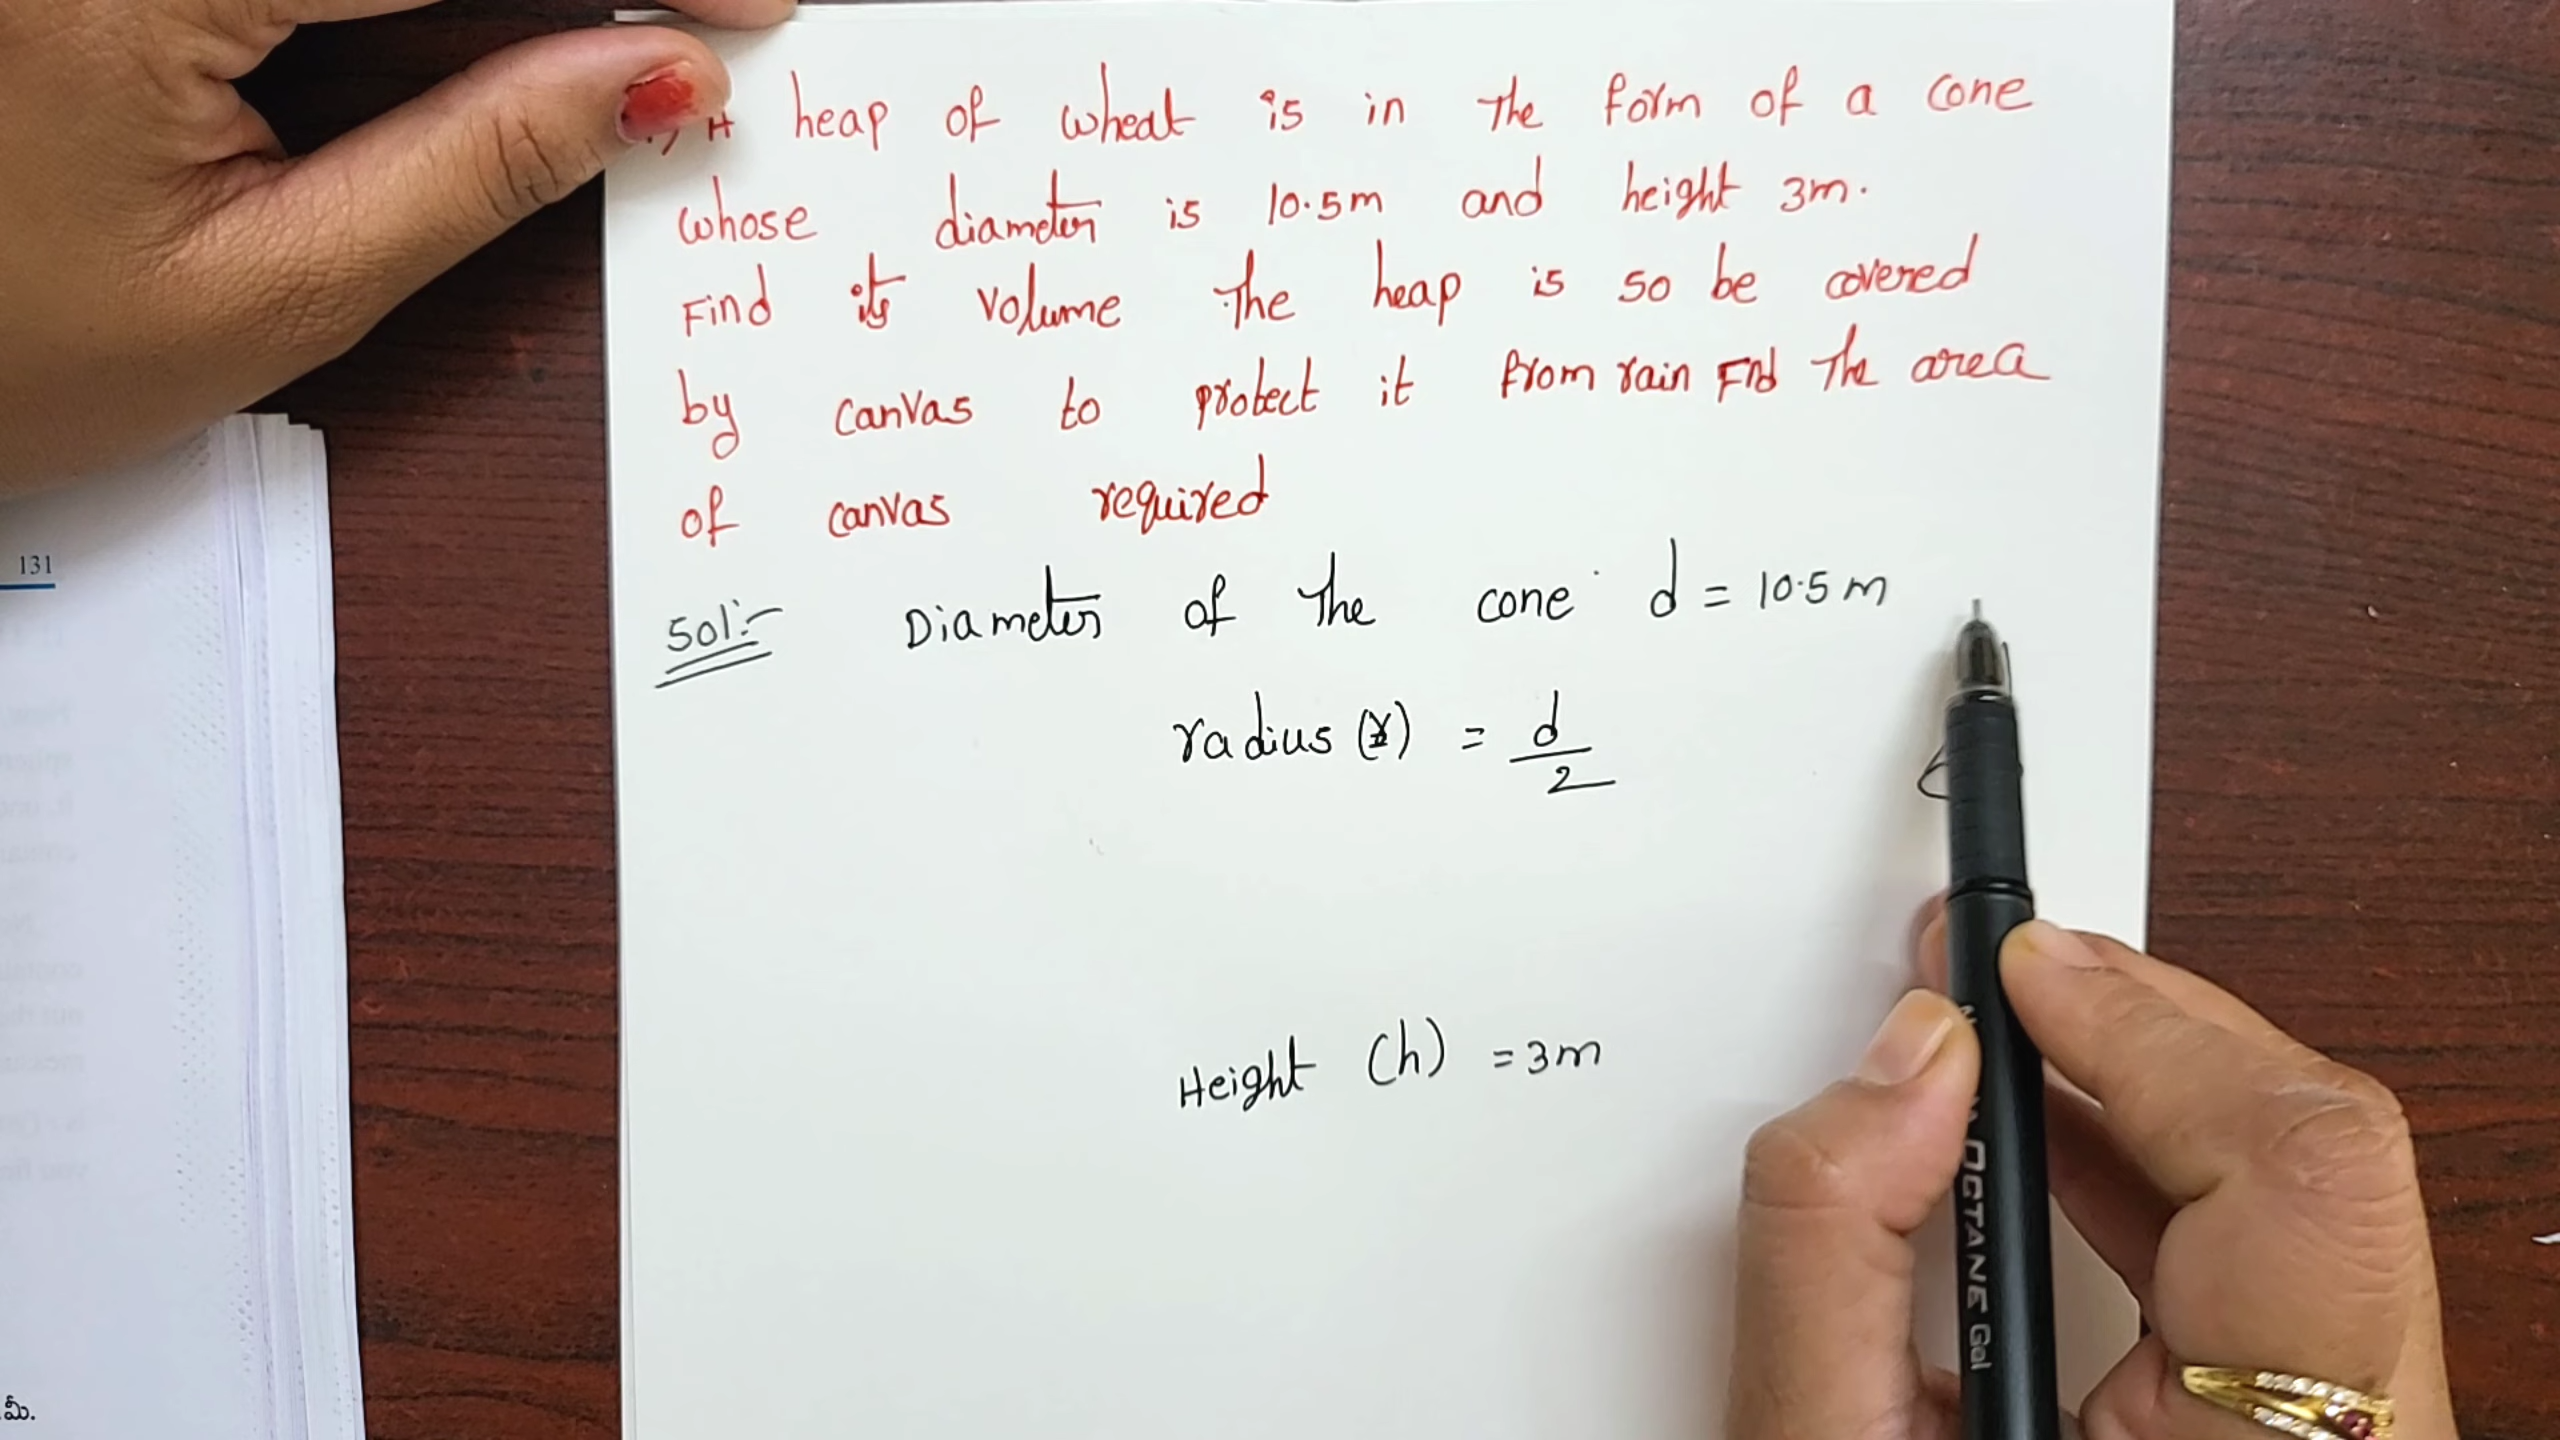 A heap of wheat is in the form of a cone
whose diameter is 10.5m and height 3m.
Find its volume The heap is so be covered
by canvas to protect it from rain Fnd The area
of canvas required
Sol:- Diameter of The cone d = 10.5 m
radius (r) = d/2
Height (h) = 3m
131
OCTANE Gel
మీ.